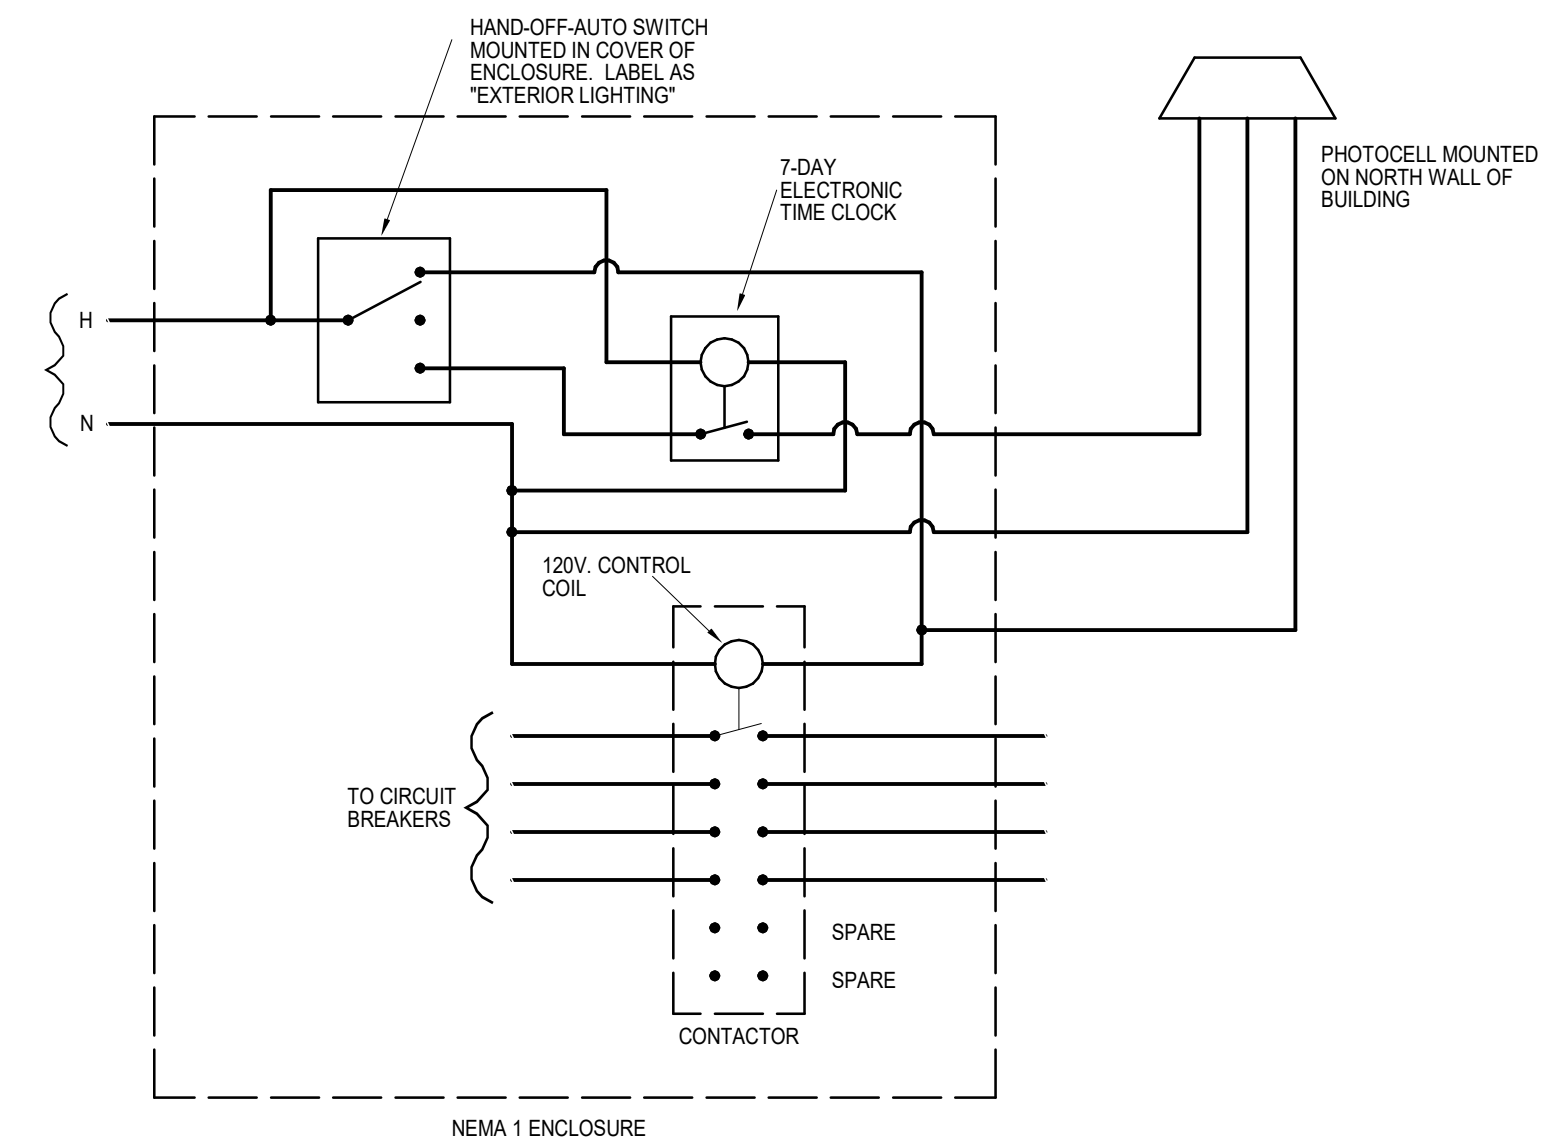 HAND-OFF-AUTO SWITCH
MOUNTED IN COVER OF
ENCLOSURE.  LABEL AS
"EXTERIOR LIGHTING"
7-DAY
ELECTRONIC
TIME CLOCK
PHOTOCELL MOUNTED
ON NORTH WALL OF
BUILDING
H
N
120V. CONTROL
COIL
TO CIRCUIT
BREAKERS
SPARE
SPARE
CONTACTOR
NEMA 1 ENCLOSURE